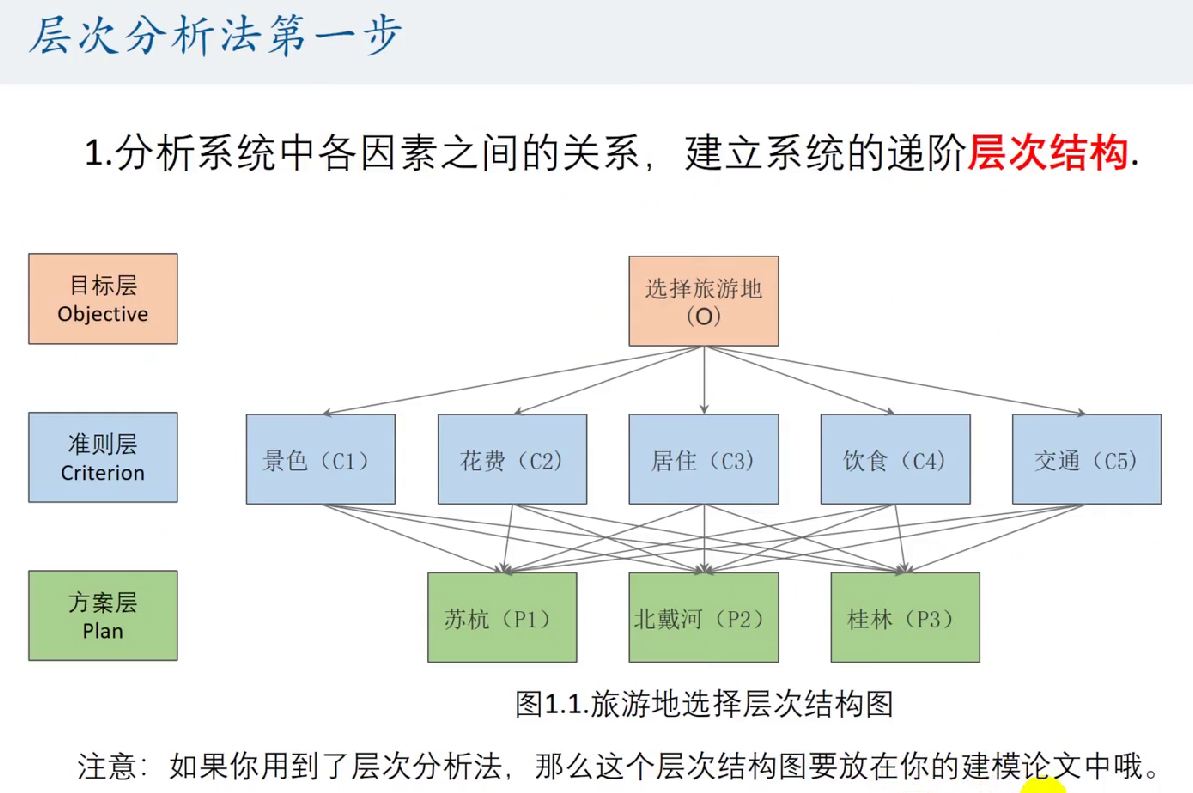 层次分析法第一步
1.分析系统中各因素之间的关系，建立系统的递阶层次结构.
目标层
Objective
选择旅游地
(O)
准则层
Criterion
景色（C1）
花费（C2）
居住（C3）
饮食（C4）
交通（C5）
方案层
Plan
苏杭（P1）
北戴河（P2）
桂林（P3）
图1.1.旅游地选择层次结构图
注意：如果你用到了层次分析法，那么这个层次结构图要放在你的建模论文中哦。